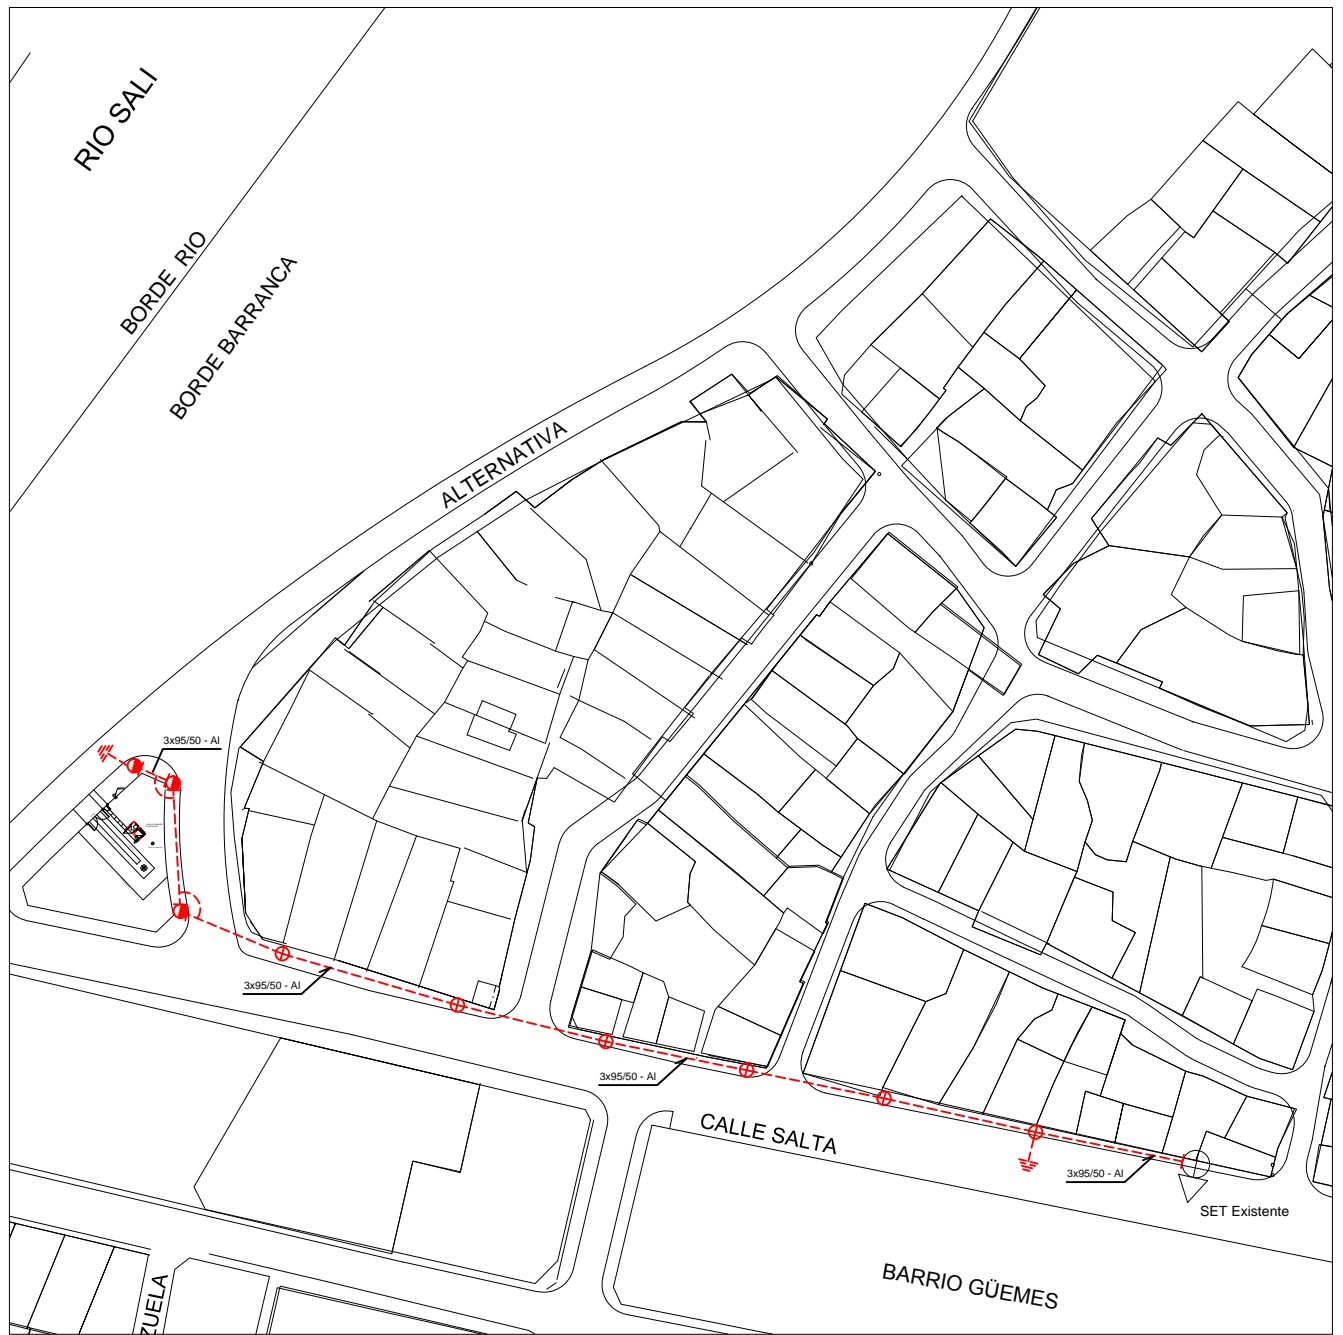 RIO SALI
BORDE RIO
BORDE BARRANCA
ALTERNATIVA
3x95/50 - Al
3x95/50 - Al
3x95/50 - Al
CALLE SALTA
3x95/50 - Al
SET Existente
BARRIO GÜEMES
ZUELA